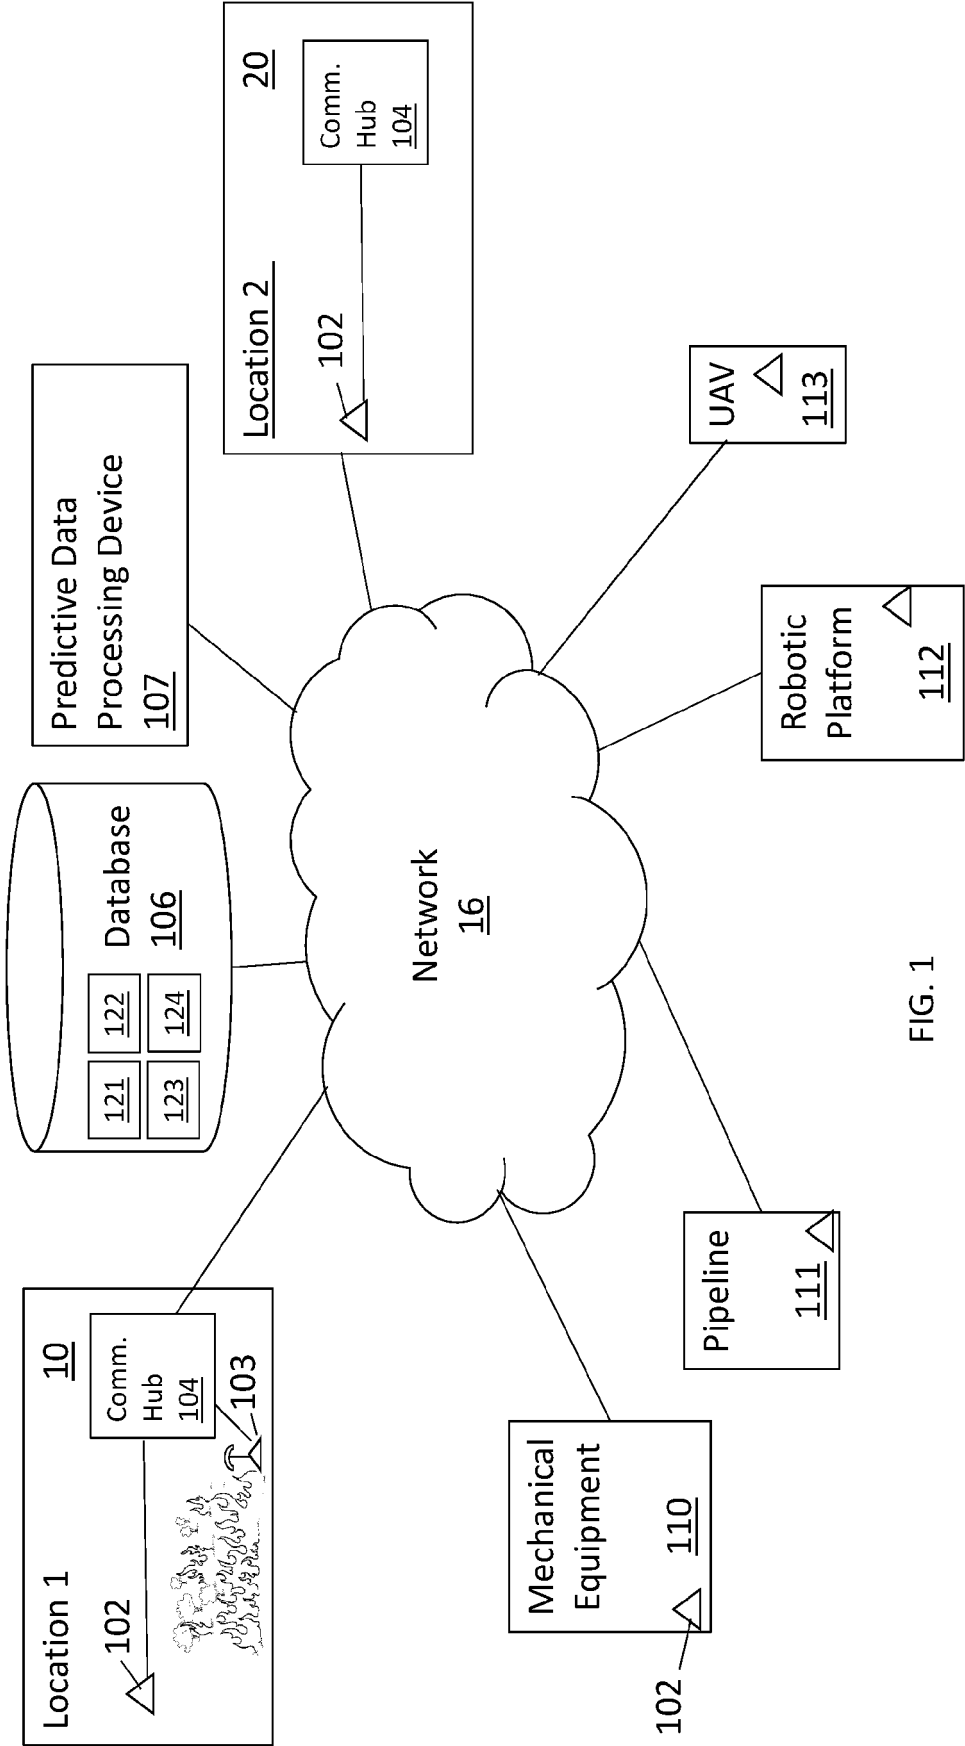 Location 1
10
102
Comm.
Hub
104
103
121
122
123
124
Database
106
Predictive Data
Processing Device
107
Location 2
20
102
Comm.
Hub
104
Network
16
Mechanical
Equipment
110
102
Pipeline
111
Robotic
Platform
112
UAV
113
FIG. 1